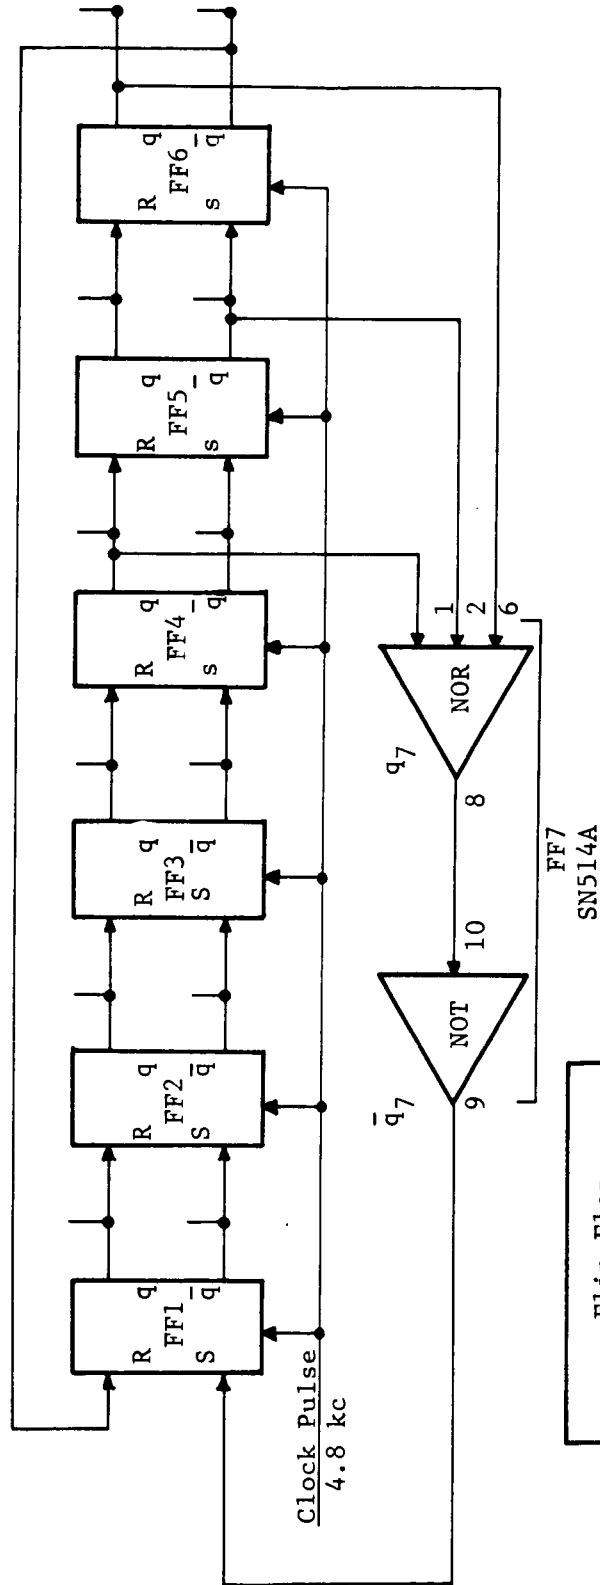 R q
FF1
S q̄
R q
FF2
S q̄
R q
FF3
S q̄
R q
FF4
s q̄
R q
FF5
s q̄
R q
FF6
s q̄
Clock Pulse
4.8 kc
q̄7
q7
NOT
NOR
9
10
8
1
2
6
FF7
SN514A